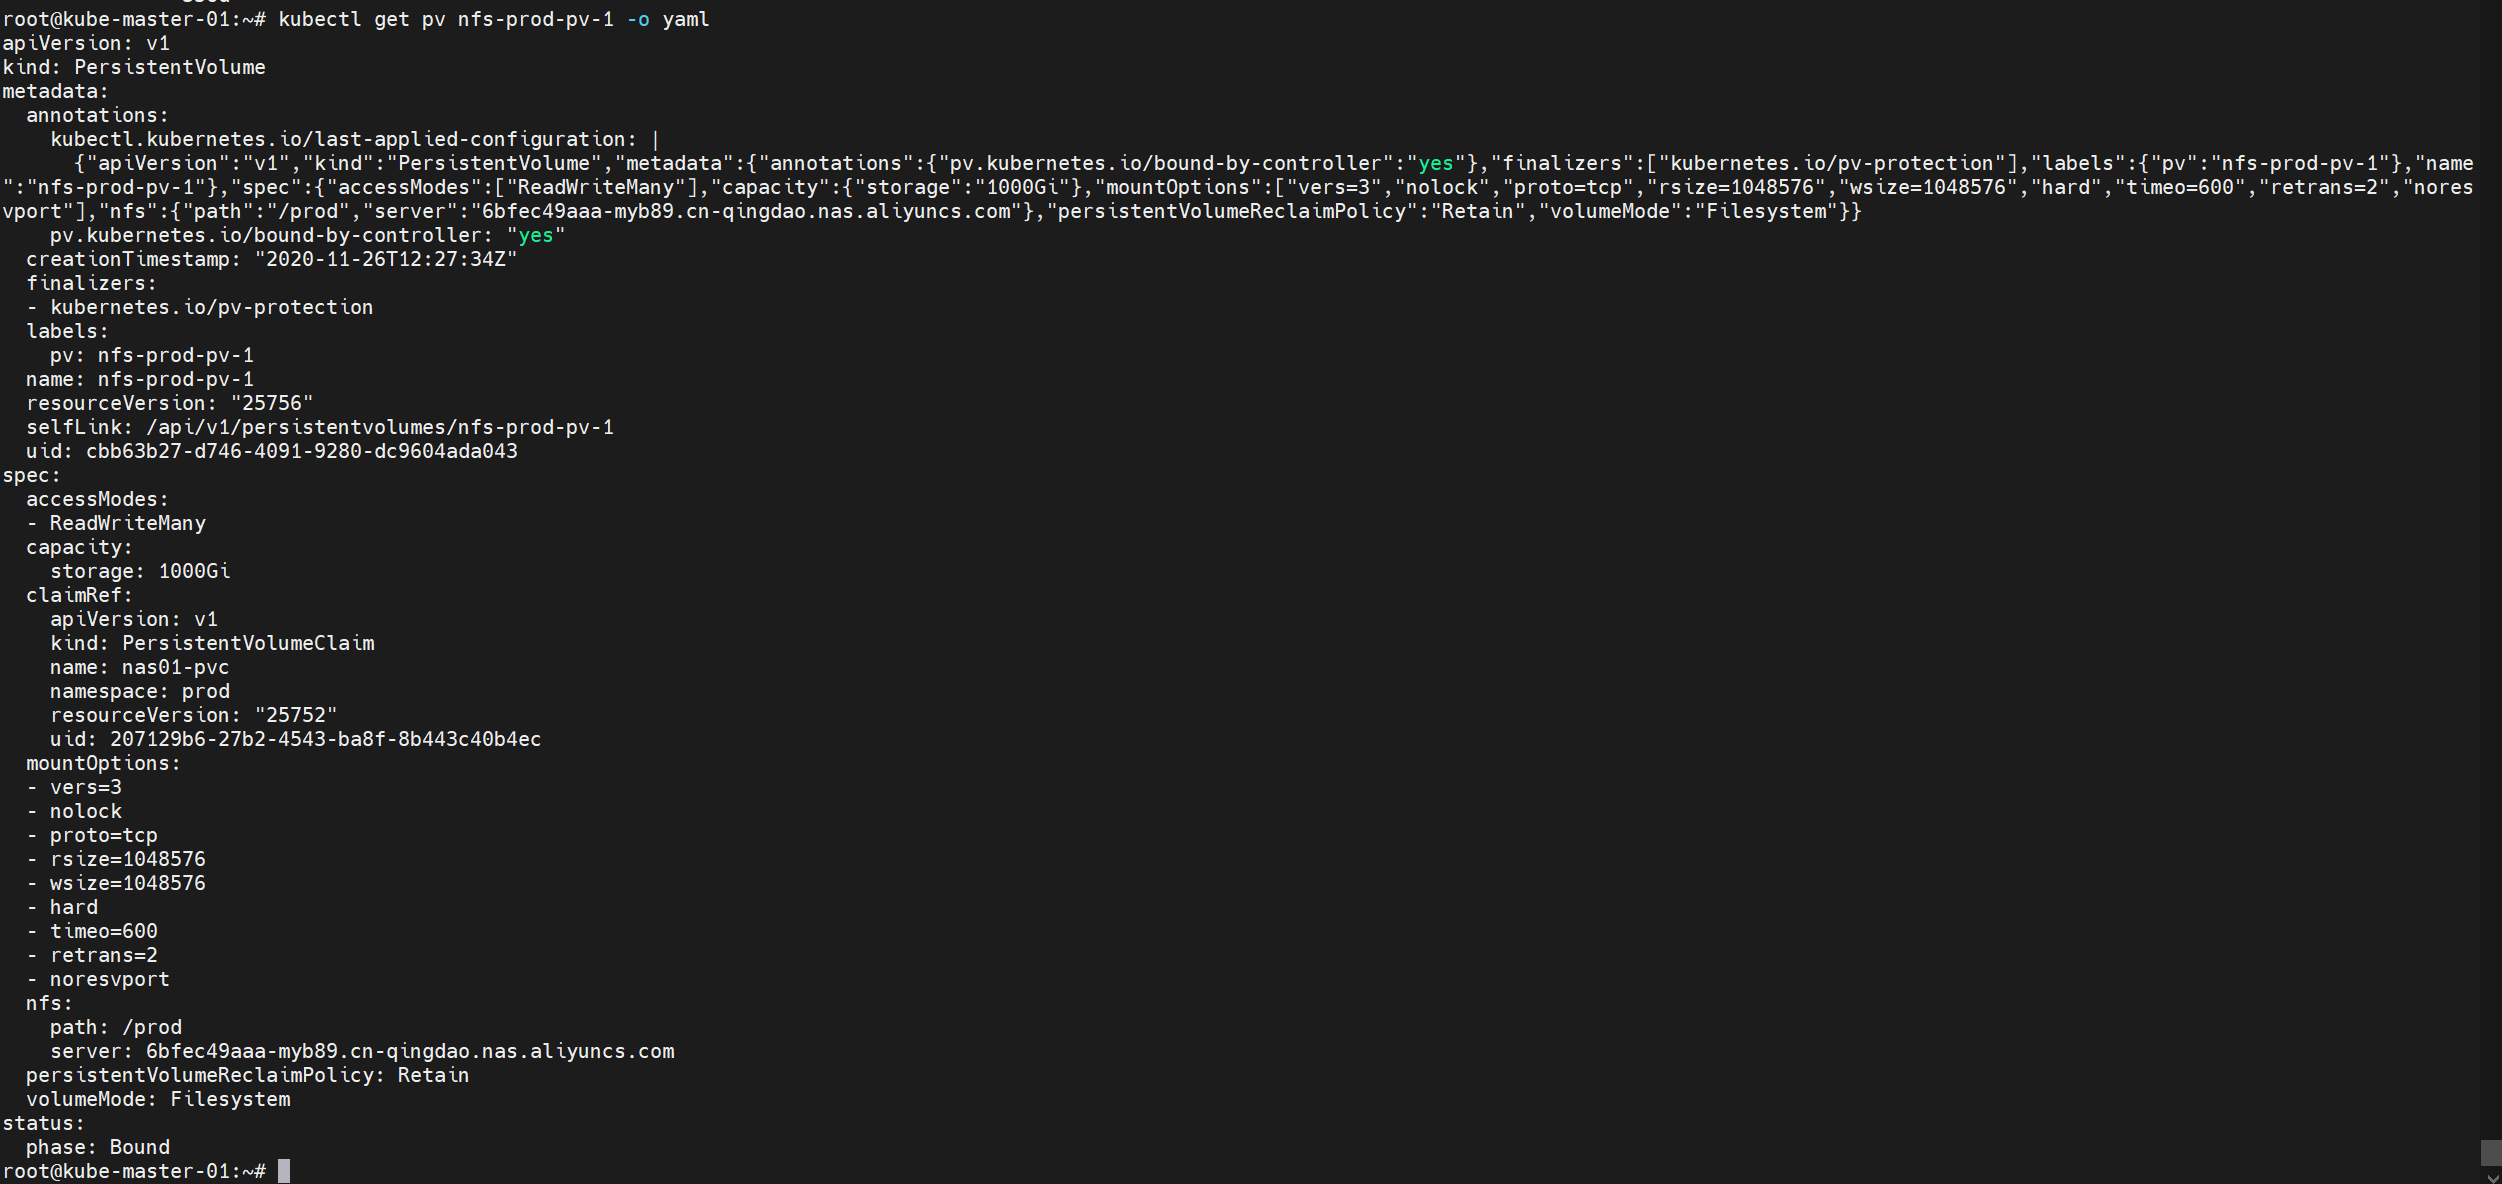 root@kube-master-01:~# kubectl get pv nfs-prod-pv-1 -o yaml
apiVersion: v1
kind: PersistentVolume
metadata:
  annotations:
    kubectl.kubernetes.io/last-applied-configuration: |
      {"apiVersion":"v1","kind":"PersistentVolume","metadata":{"annotations":{"pv.kubernetes.io/bound-by-controller":"yes"},"finalizers":["kubernetes.io/pv-protection"],"labels":{"pv":"nfs-prod-pv-1"},"name
":"nfs-prod-pv-1"},"spec":{"accessModes":["ReadWriteMany"],"capacity":{"storage":"1000Gi"},"mountOptions":["vers=3","nolock","proto=tcp","rsize=1048576","wsize=1048576","hard","timeo=600","retrans=2","nores
vport"],"nfs":{"path":"/prod","server":"6bfec49aaa-myb89.cn-qingdao.nas.aliyuncs.com"},"persistentVolumeReclaimPolicy":"Retain","volumeMode":"Filesystem"}}
    pv.kubernetes.io/bound-by-controller: "yes"
  creationTimestamp: "2020-11-26T12:27:34Z"
  finalizers:
  - kubernetes.io/pv-protection
  labels:
    pv: nfs-prod-pv-1
  name: nfs-prod-pv-1
  resourceVersion: "25756"
  selfLink: /api/v1/persistentvolumes/nfs-prod-pv-1
  uid: cbb63b27-d746-4091-9280-dc9604ada043
spec:
  accessModes:
  - ReadWriteMany
  capacity:
    storage: 1000Gi
  claimRef:
    apiVersion: v1
    kind: PersistentVolumeClaim
    name: nas01-pvc
    namespace: prod
    resourceVersion: "25752"
    uid: 207129b6-27b2-4543-ba8f-8b443c40b4ec
  mountOptions:
  - vers=3
  - nolock
  - proto=tcp
  - rsize=1048576
  - wsize=1048576
  - hard
  - timeo=600
  - retrans=2
  - noresvport
  nfs:
    path: /prod
    server: 6bfec49aaa-myb89.cn-qingdao.nas.aliyuncs.com
  persistentVolumeReclaimPolicy: Retain
  volumeMode: Filesystem
status:
  phase: Bound
root@kube-master-01:~#